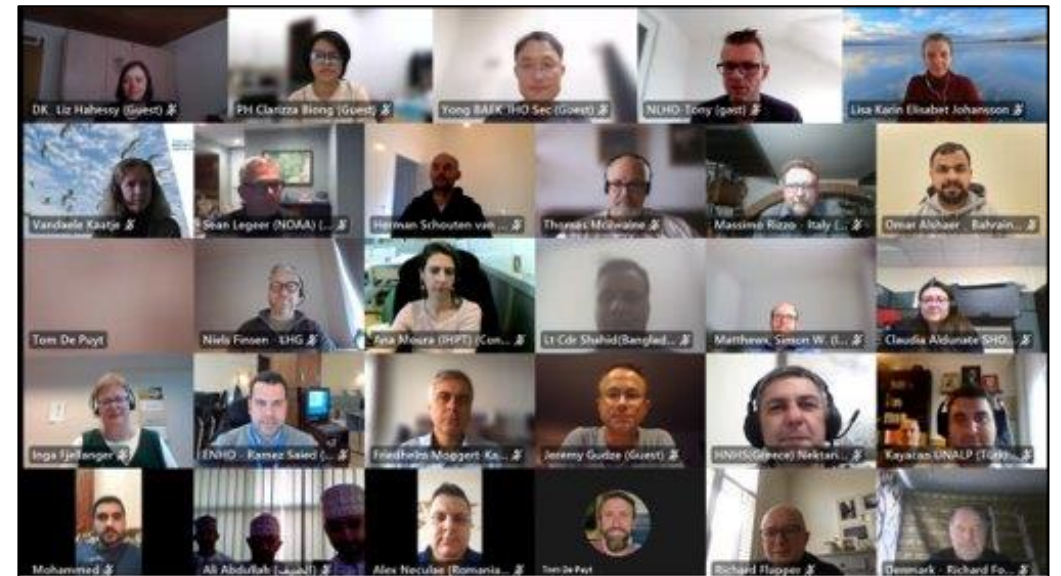 DK_ Liz Hahessy (Guest)
PH Clarizza Biong (Guest)
Yong BAEK IHO Sec (Guest)
NLHO-Tony (gast)
Lisa Karin Elisabet Johansson
Vandaele Kaatje
Sean Legeer (NOAA) (...
Herman Schouten van ...
Thomas Mcilwaine
Massimo Rizzo - Italy (...
Omar Alshaer _ Bahrain...
Tom De Puyt
Niels Finsen - LHG
Ana Moura (IHPT) (Con...
Lt Cdr Shahid(Banglad...
Matthews, Simon W. (I...
Claudia Aldunate SHO...
Inga Fjellanger
ENHO - Ramez Saied (...
Friedhelm Moggert-Ka...
Jeremy Gudze (Guest)
HNHS(Greece) Nektari...
Kayacan UNALP (Türki...
Mohammed
Ali Abdullah
Alex Neculae (Romania...
Tom De Puyt
Richard Flapper
Denmark - Richard Fo...